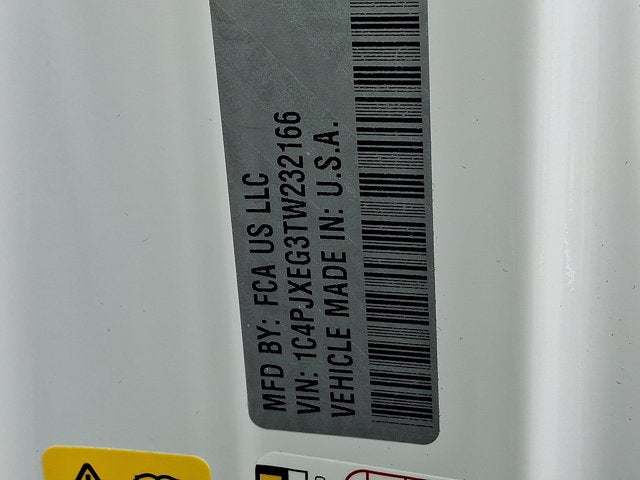 MFD BY: FCA US LLC
VIN: 1C4PJXEG3TW232166
VEHICLE MADE IN: U.S.A.